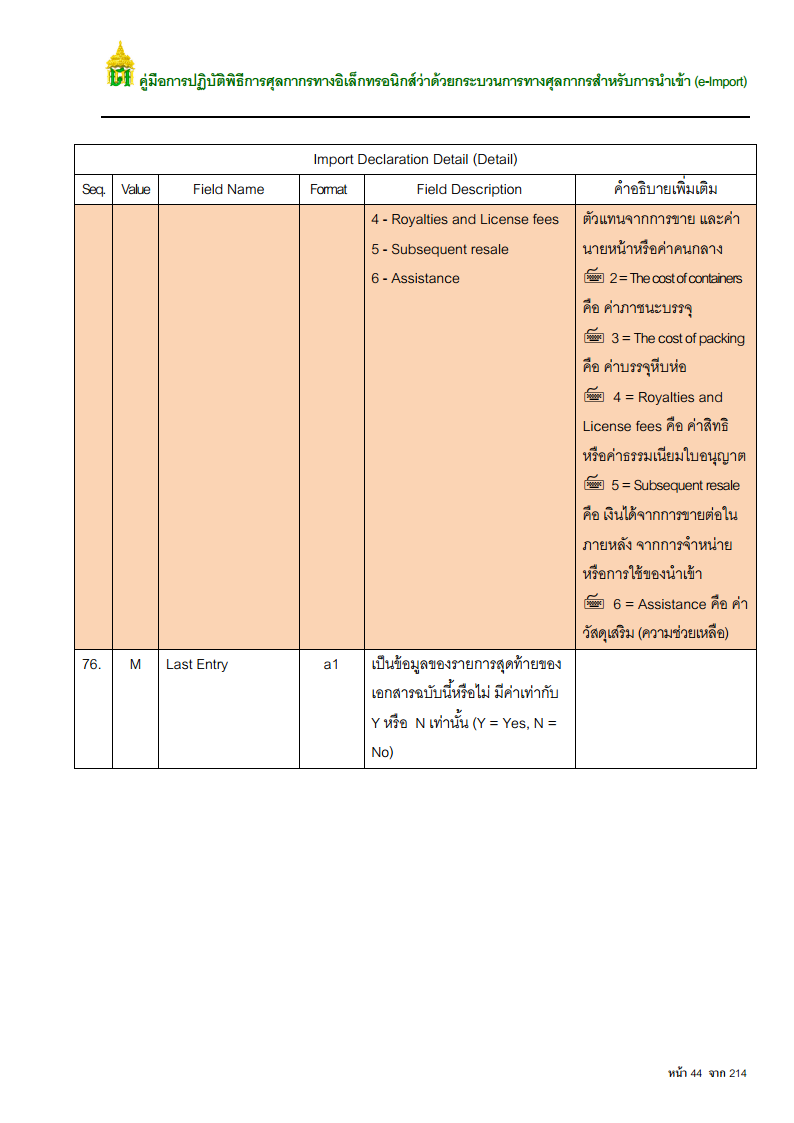 คู่มือการปฏิบัติพิธีการศุลกากรทางอิเล็กทรอนิกส์ว่าด้วยกระบวนการทางศุลกากรสำหรับการนำเข้า (e-Import)
Import Declaration Detail (Detail)
Seq. Value Field Name Format Field Description คำอธิบายเพิ่มเติม
4 - Royalties and License fees
5 - Subsequent resale
6 - Assistance
ตัวแทนจากการขาย และค่า
นายหน้าหรือค่าคนกลาง
2 = The cost of containers
คือ ค่าภาชนะบรรจุ
3 = The cost of packing
คือ ค่าบรรจุหีบห่อ
4 = Royalties and
License fees คือ ค่าสิทธิ
หรือค่าธรรมเนียมใบอนุญาต
5 = Subsequent resale
คือ เงินได้จากการขายต่อใน
ภายหลัง จากการจำหน่าย
หรือการใช้ของนำเข้า
6 = Assistance คือ ค่า
วัสดุเสริม (ความช่วยเหลือ)
76. M Last Entry a1 เป็นข้อมูลของรายการสุดท้ายของ
เอกสารฉบับนี้หรือไม่ มีค่าเท่ากับ
Y หรือ N เท่านั้น (Y = Yes, N =
No)
หน้า 44 จาก 214